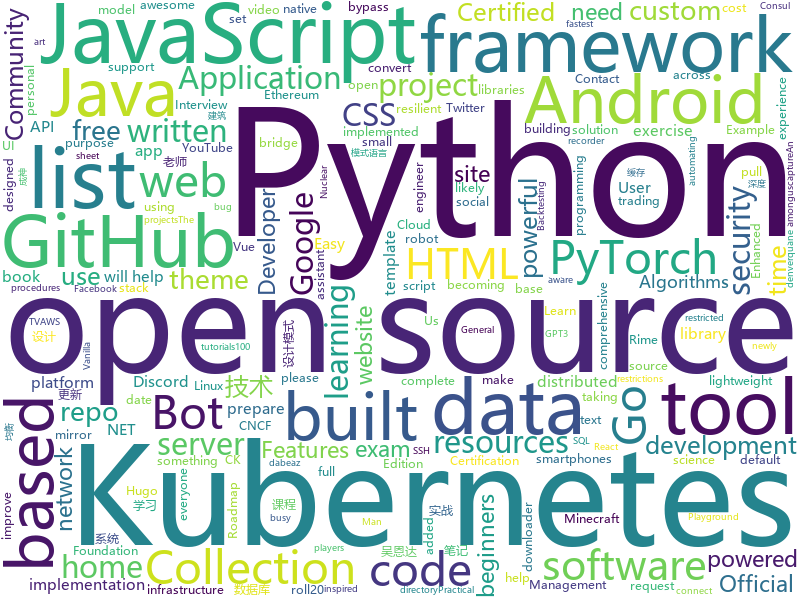 awesome
video native bypass
model set cost Consul
Certified need custom fastest
JavaScript framework
convert
support
art
Community
personal
Java Application project libraries
Android
Ethereum across open
CSS resilient Twitter
Interview
Vue
Developer
YouTube
implemented
bridge
small building solution
purpose
Example
experience
API free written
designed
app
exercise
建筑
list web Python
老师
模式语言
recorder
automating
Nuclear
site likely social
engineer
Google
设计模式
powerful
User trading
programming
缓存
深度
sheet
成神
UI using
GitHub
Easy script
assistant
template
robot
HTML PyTorch
security
time
Cloud
Backtesting
pull
bug
Enhanced
amonguscaptureAn
denverquane
book use will help theme
becoming base
Algorithms
projectsThe
procedures Facebook stack
open source
Learn
GPT3
aware
comprehensive
Us
learning
website
library
Rime source
restricted
newly
General
Vanilla
TVAWS
设计
tutorials100
platform Discord Linux please complete make
distributed
lightweight
更新
技术
prepare
built data Go tool
based
repo Bot
date
CNCF
mirror
NET
text
smartphones
React
restrictions
均衡
network
server
Features exam resources development
CK
Edition
full
SQL
SSH
dabeaz
science default
系统
Kubernetes
improve
Hugo
学习
something
everyone
Roadmap
课程
Certification
实战
Foundation
吴恩达 笔记
busy
added
beginners
downloader
Minecraft
Playground
Man
home Collection code software powered
implementation infrastructure
数据库
Management
roll20 inspired
help
players
request connect
directoryPractical
Contact
Official